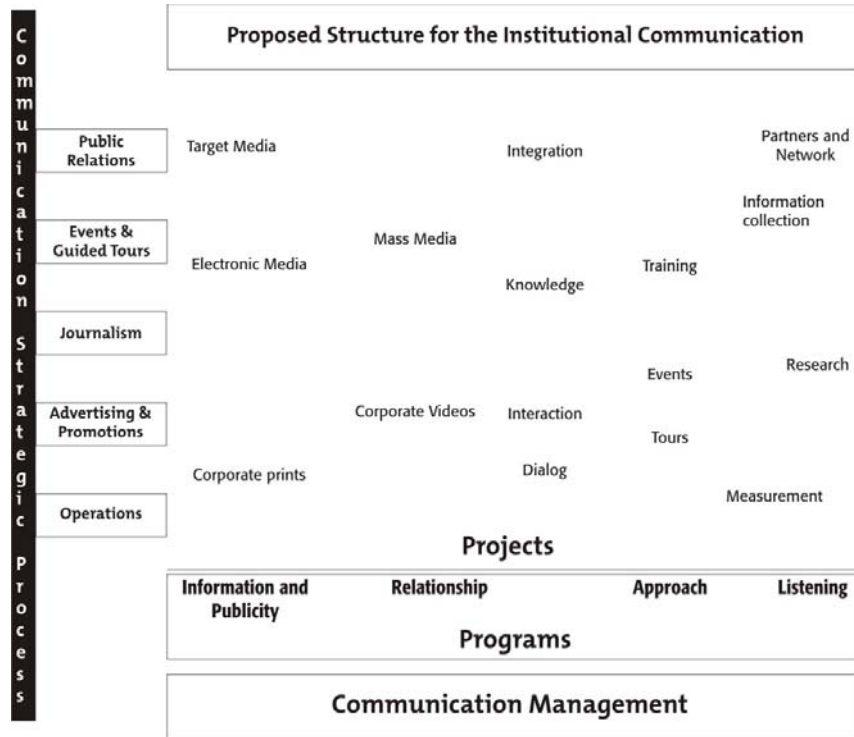 Communication Strategic Process
Proposed Structure for the Institutional Communication
Public
Relations
Target Media
Integration
Partners and
Network
Information
collection
Events &
Guided Tours
Mass Media
Electronic Media
Training
Knowledge
Journalism
Research
Events
Advertising &
Promotions
Corporate Videos
Interaction
Tours
Dialog
Corporate prints
Measurement
Operations
Projects
Information and
Publicity
Relationship
Approach
Listening
Programs
Communication Management